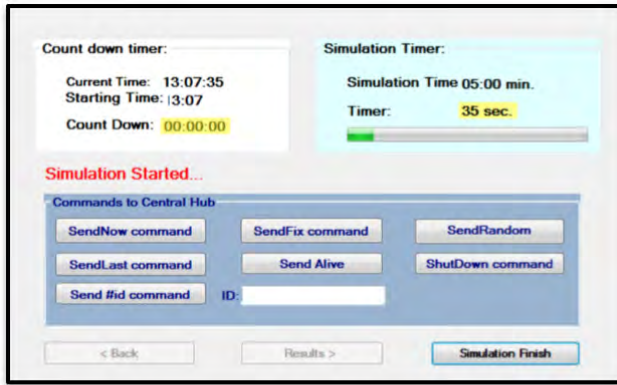 Count down timer:
Current Time: 13:07:35
Starting Time: 13:07
Count Down: 00:00:00
Simulation Timer:
Simulation Time 05:00 min.
Timer: 35 sec.
Simulation Started...
Commands to Central Hub
SendNow command SendFix command SendRandom
SendLast command Send Alive ShutDown command
Send #id command ID:
< Back Results > Simulation Finish